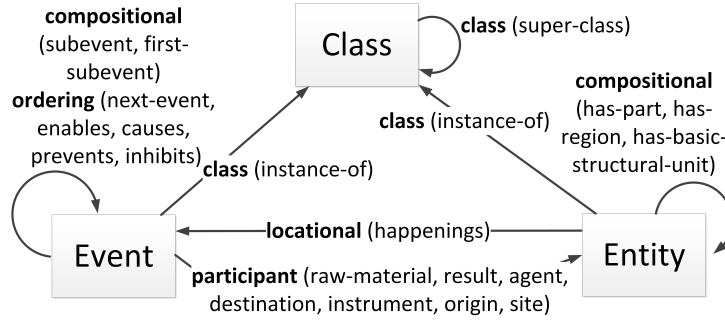 compositional
(subevent, first-
subevent)
ordering (next-event,
enables, causes,
prevents, inhibits)
Class
class (super-class)
compositional
(has-part, has-
region, has-basic-
structural-unit)
class (instance-of)
class (instance-of)
locational (happenings)
Event
Entity
participant (raw-material, result, agent,
destination, instrument, origin, site)